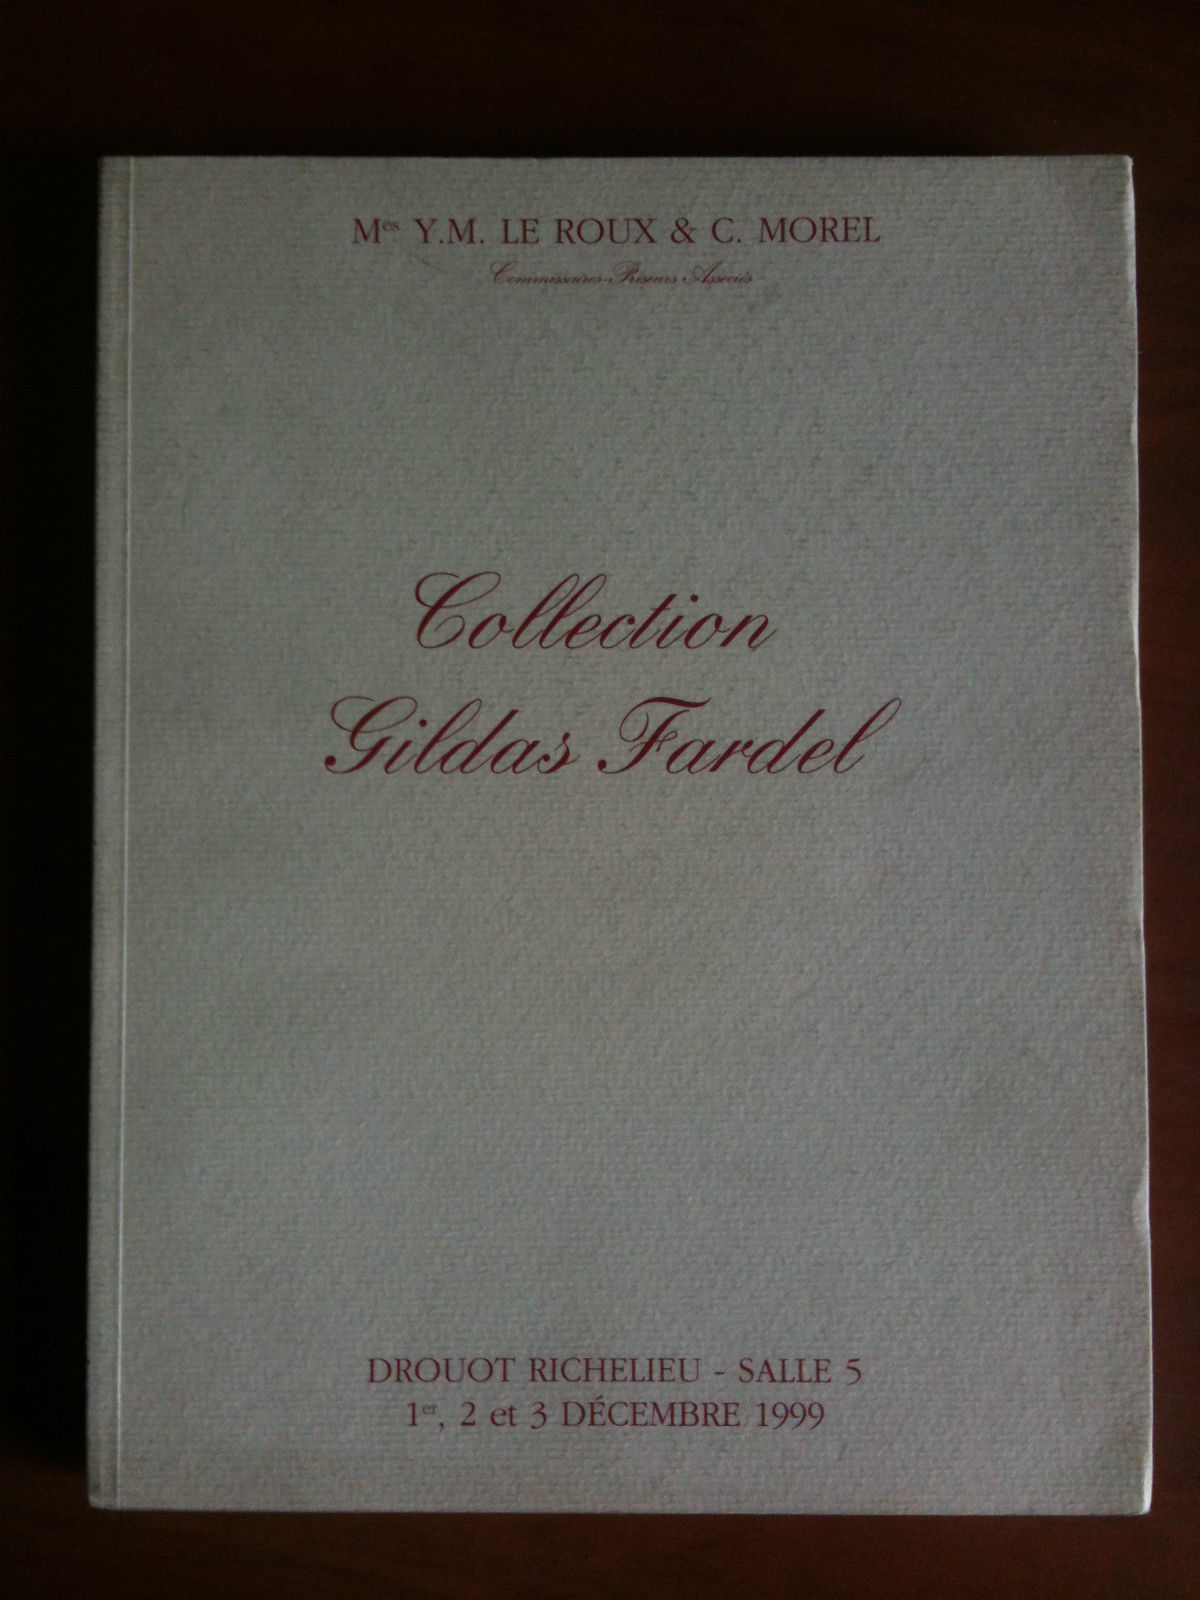 Mes Y.M. LE ROUX & C. MOREL
Commissaires-Priseurs Associés
Collection
Gildas Fardel
DROUOT RICHELIEU - SALLE 5
1er, 2 et 3 DÉCEMBRE 1999